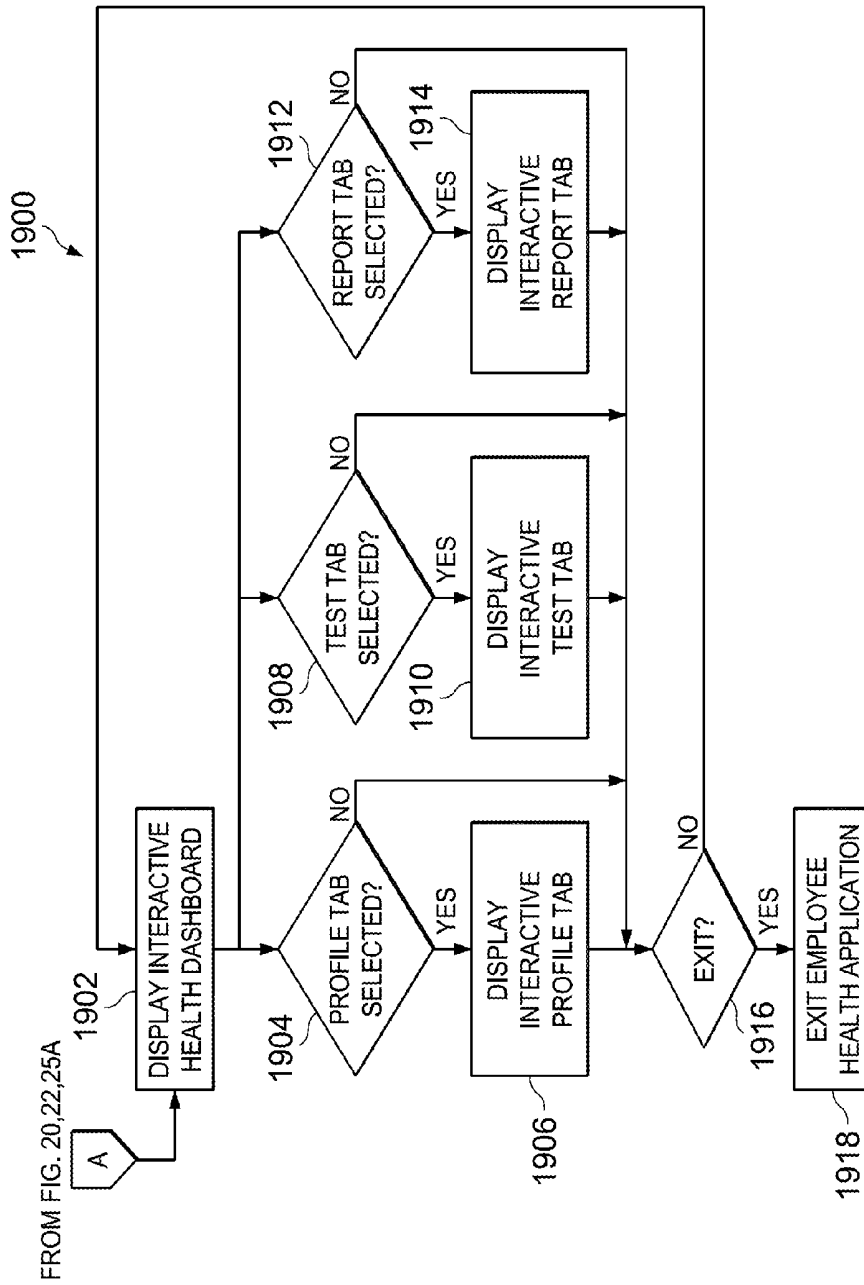 1900
FROM FIG. 20,22,25A
A
1902
DISPLAY INTERACTIVE
HEALTH DASHBOARD
1904
PROFILE TAB
SELECTED?
NO
YES
1906
DISPLAY
INTERACTIVE
PROFILE TAB
1908
TEST TAB
SELECTED?
NO
YES
1910
DISPLAY
INTERACTIVE
TEST TAB
1912
REPORT TAB
SELECTED?
NO
YES
1914
DISPLAY
INTERACTIVE
REPORT TAB
EXIT?
1916
NO
YES
1918
EXIT EMPLOYEE
HEALTH APPLICATION